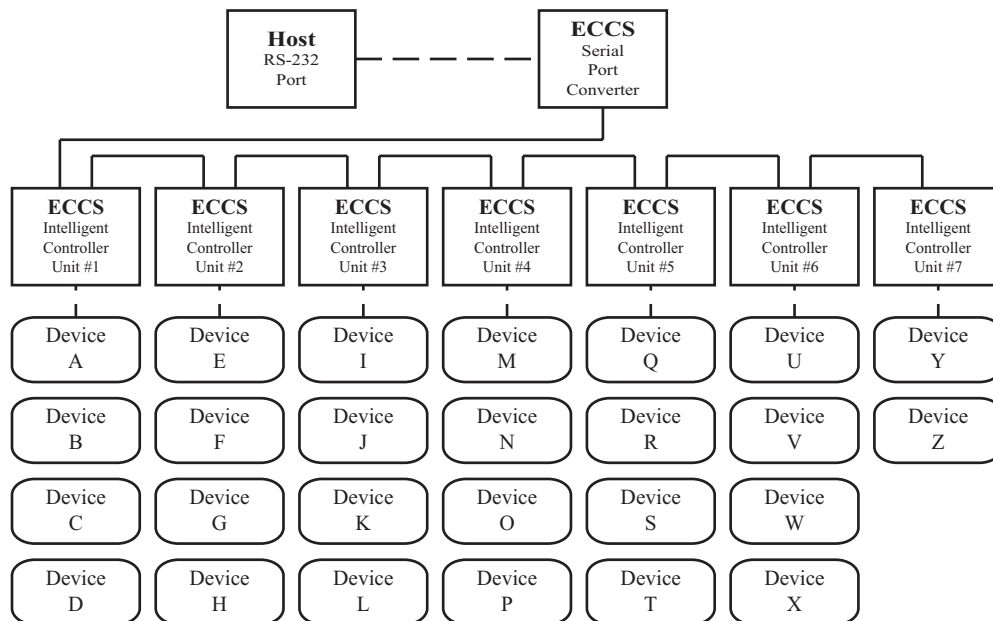 Host
RS-232
Port
ECCS
Serial
Port
Converter
ECCS
Intelligent
Controller
Unit #1
ECCS
Intelligent
Controller
Unit #2
ECCS
Intelligent
Controller
Unit #3
ECCS
Intelligent
Controller
Unit #4
ECCS
Intelligent
Controller
Unit #5
ECCS
Intelligent
Controller
Unit #6
ECCS
Intelligent
Controller
Unit #7
Device
A
Device
E
Device
I
Device
M
Device
Q
Device
U
Device
Y
Device
B
Device
F
Device
J
Device
N
Device
R
Device
V
Device
Z
Device
C
Device
G
Device
K
Device
O
Device
S
Device
W
Device
D
Device
H
Device
L
Device
P
Device
T
Device
X